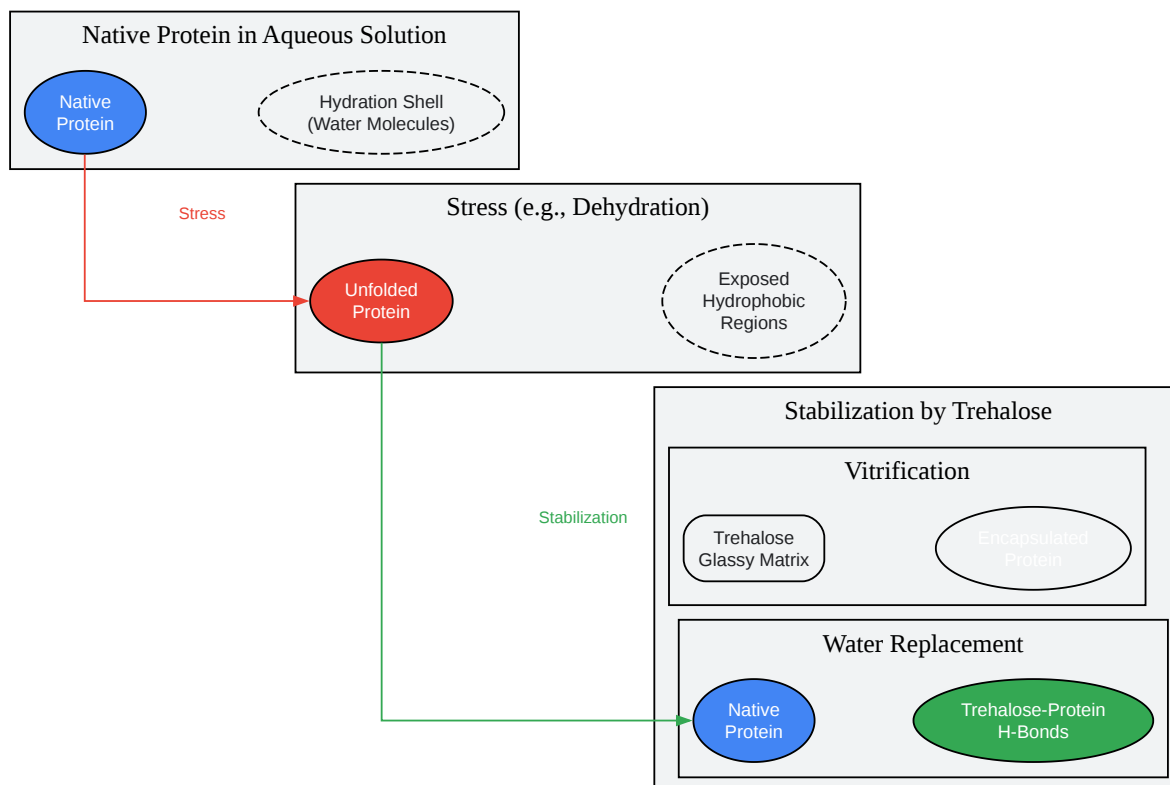 Native Protein in Aqueous Solution
Native
Protein
Hydration Shell
(Water Molecules)
Stress
Stress (e.g., Dehydration)
Unfolded
Protein
Exposed
Hydrophobic
Regions
Stabilization
Stabilization by Trehalose
Vitrification
Trehalose
Glassy Matrix
Encapsulated
Protein
Water Replacement
Native
Protein
Trehalose-Protein
H-Bonds